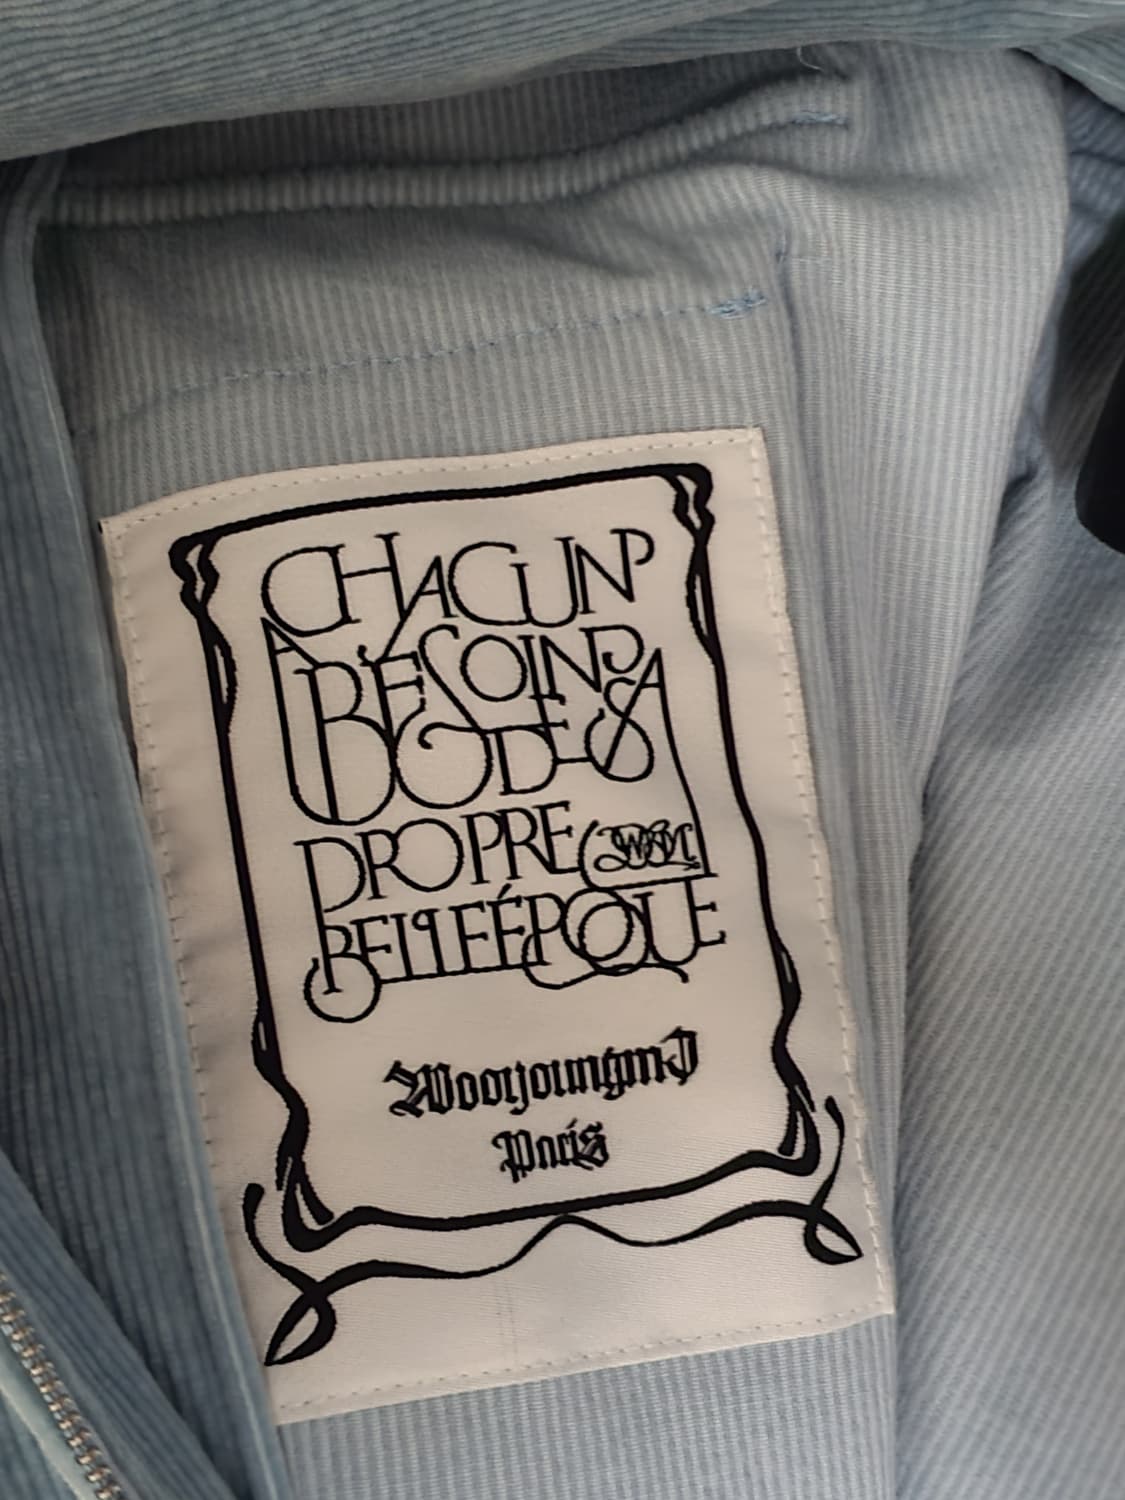 CHACUN
A BESOIN
DE SA
PROPRE
BELLE ÉPOQUE
Wooyoungmi
Paris